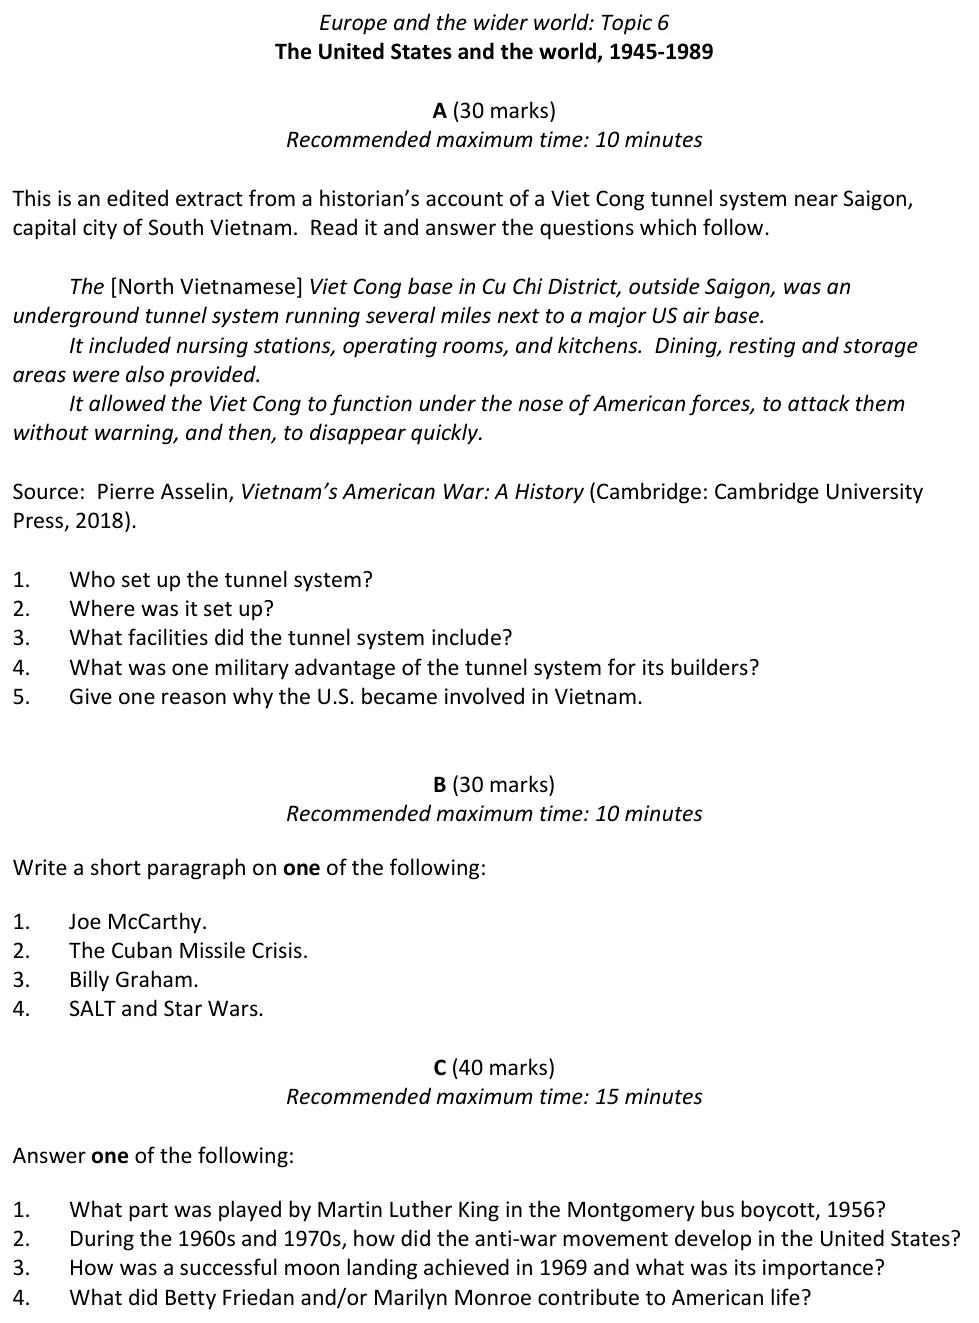 Europe and the wider world: Topic 6
The United States and the world, 1945-1989
A (30 marks)
Recommended maximum time: 10 minutes
This is an edited extract from a historian’s account of a Viet Cong tunnel system near Saigon,
capital city of South Vietnam. Read it and answer the questions which follow.
The [North Vietnamese] Viet Cong base in Cu Chi District, outside Saigon, was an
underground tunnel system running several miles next to a major US air base.
It included nursing stations, operating rooms, and kitchens. Dining, resting and storage
areas were also provided.
It allowed the Viet Cong to function under the nose of American forces, to attack them
without warning, and then, to disappear quickly.
Source: Pierre Asselin, Vietnam’s American War: A History (Cambridge: Cambridge University
Press, 2018).
1. Who set up the tunnel system?
2. Where was it set up?
3. What facilities did the tunnel system include?
4. What was one military advantage of the tunnel system for its builders?
5. Give one reason why the U.S. became involved in Vietnam.
B (30 marks)
Recommended maximum time: 10 minutes
Write a short paragraph on one of the following:
1. Joe McCarthy.
2. The Cuban Missile Crisis.
3. Billy Graham.
4. SALT and Star Wars.
C (40 marks)
Recommended maximum time: 15 minutes
Answer one of the following:
1. What part was played by Martin Luther King in the Montgomery bus boycott, 1956?
2. During the 1960s and 1970s, how did the anti-war movement develop in the United States?
3. How was a successful moon landing achieved in 1969 and what was its importance?
4. What did Betty Friedan and/or Marilyn Monroe contribute to American life?